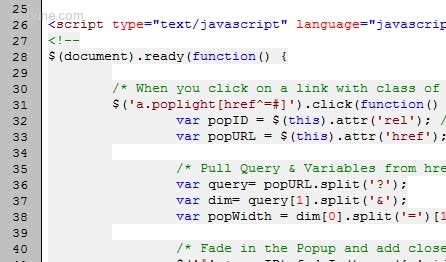 25
26 <script type="text/javascript" language="javascrip
27 <!--
28 $(document).ready(function() {
29
30 /* When you click on a link with class of
31 $('a.poplight[href^=#]').click(function()
32 var popID = $(this).attr('rel'); /
33 var popURL = $(this).attr('href');
34
35 /* Pull Query & Variables from hre
36 var query= popURL.split('?');
37 var dim= query[1].split('&');
38 var popWidth = dim[0].split('=')[1
39
40 /* Fade in the Popup and add close